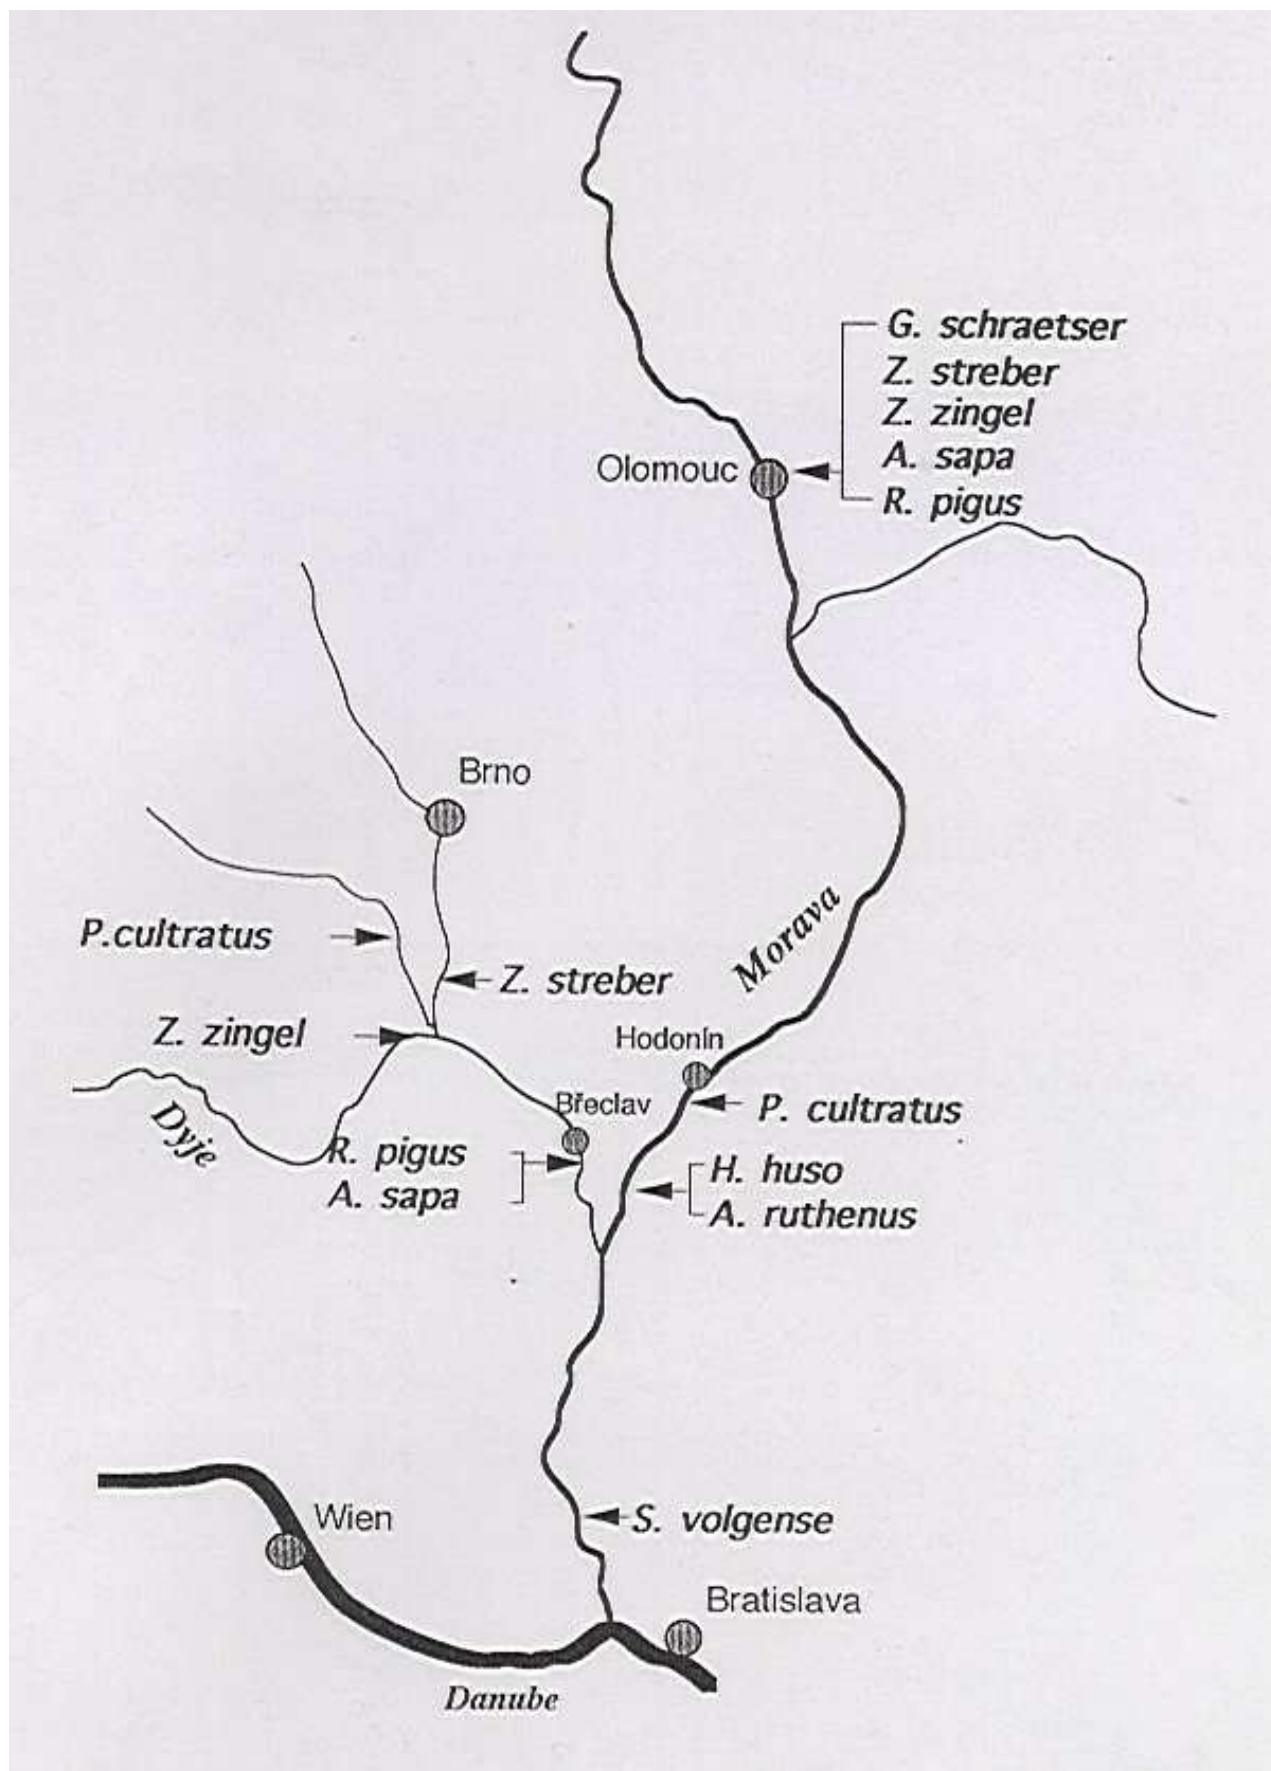 G. schraetser
Z. streber
Z. zingel
Olomouc
A. sapa
R. pigus
Brno
Morava
P.cultratus
Z. streber
Z. zingel
Hodonín
Dyje
Břeclav
P. cultratus
R. pigus
A. sapa
H. huso
A. ruthenus
Wien
S. volgense
Bratislava
Danube